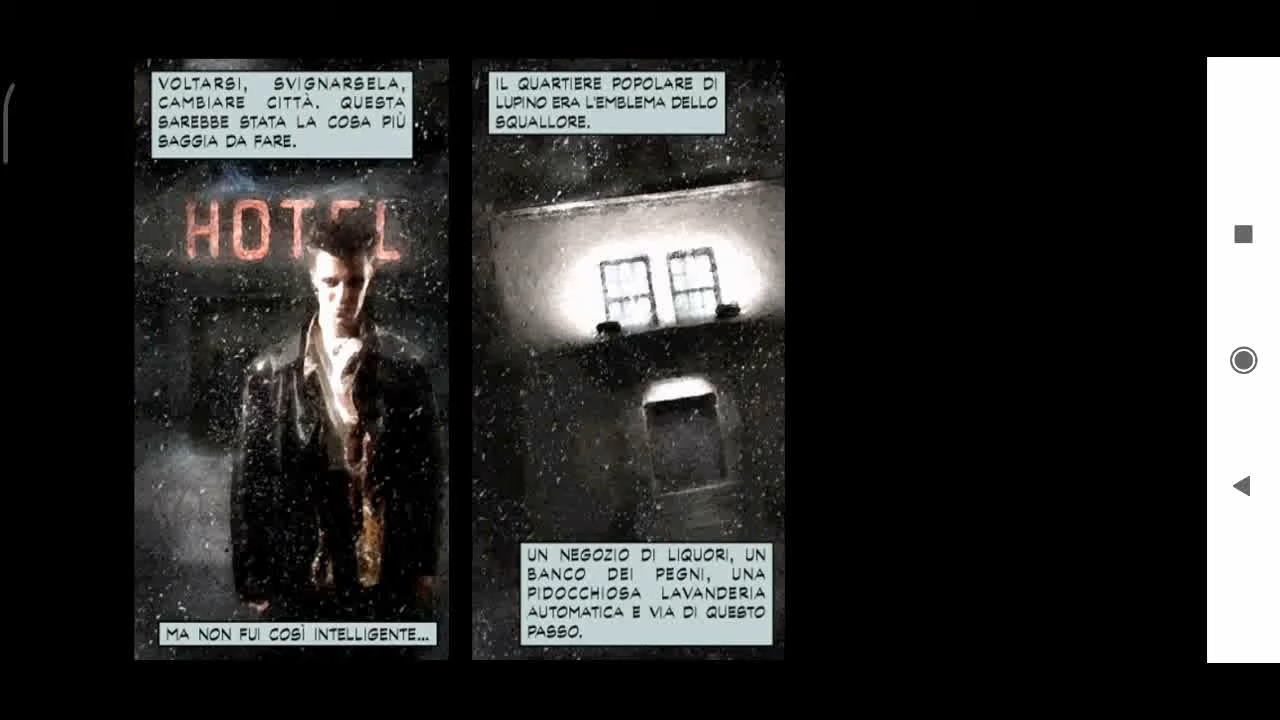 VOLTARSI, SVIGNARSELA,
CAMBIARE CITTÀ. QUESTA
SAREBBE STATA LA COSA PIÙ
SAGGIA DA FARE.
HOTEL
MA NON FUI COSÌ INTELLIGENTE...
IL QUARTIERE POPOLARE DI
LUPINO ERA L'EMBLEMA DELLO
SQUALLORE.
UN NEGOZIO DI LIQUORI, UN
BANCO DEI PEGNI, UNA
PIDOCCHIOSA LAVANDERIA
AUTOMATICA E VIA DI QUESTO
PASSO.